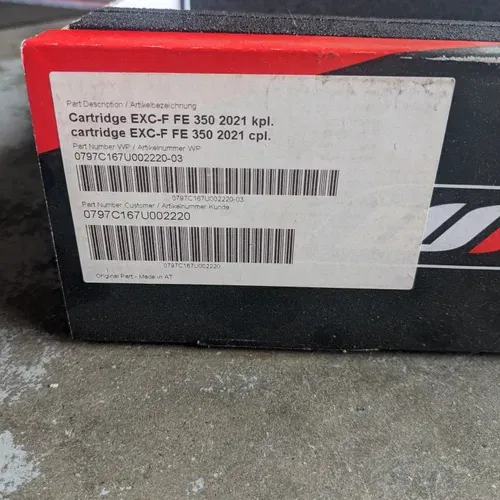 Part Description / Artikelbezeichnung
Cartridge EXC-F FE 350 2021 kpl.
cartridge EXC-F FE 350 2021 cpl.
Part Number WP / Artikelnummer WP
0797C167U002220-03
0797C167U002220-03
Part Number Customer / Artikelnummer Kunde
0797C167U002220
0797C167U002220
Original Part - Made in AT